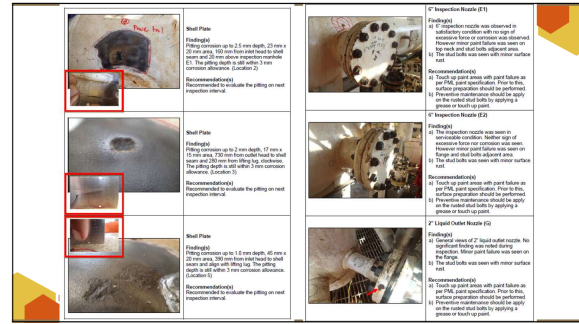 Shell Plate
Finding(s)
Pitting corrosion up to 2.5 mm depth, 23 mm x
20 mm area, 160 mm from inlet head to shell
seam and 20 mm above inspection manhole
E1. The pitting depth is still within 3 mm
corrosion allowance. (Location 2)
Recommendation(s)
Recommended to evaluate the pitting on next
inspection interval.
Shell Plate
Finding(s)
Pitting corrosion up to 2 mm depth, 17 mm x
15 mm area, 730 mm from outlet head to shell
seam and 280 mm from lifting lug, clockwise.
The pitting depth is still within 3 mm corrosion
allowance. (Location 3)
Recommendation(s)
Recommended to evaluate the pitting on next
inspection interval.
Shell Plate
Finding(s)
Pitting corrosion up to 1.8 mm depth, 45 mm x
20 mm area, 390 mm from inlet head to shell
seam and align with lifting lug. The pitting
depth is still within 3 mm corrosion allowance.
Recommendation(s)
Recommended to evaluate the pitting on next
inspection interval.
6" Inspection Nozzle (E1)
Finding(s)
a) 6" inspection nozzle was observed in
satisfactory condition with no sign of
excessive force or corrosion was observed.
However minor paint failure was seen on
top neck and stud bolts adjacent area.
b) The stud bolts was seen with minor surface
rust.
Recommendation(s)
a) Touch up paint areas with paint failure as
per PML paint specification. Prior to this,
surface preparation should be performed.
b) Preventive maintenance should be apply
on the rusted stud bolts by applying a
grease or touch up paint.
6" Inspection Nozzle (E2)
Finding(s)
a) The inspection nozzle was seen in
serviceable condition. Neither sign of
excessive force nor corrosion was seen.
However minor paint failure was seen on
flange and stud bolts adjacent area.
b) The stud bolts was seen with minor surface
rust.
Recommendation(s)
a) Touch up paint areas with paint failure as
per PML paint specification. Prior to this,
surface preparation should be performed.
b) Preventive maintenance should be apply
on the rusted stud bolts by applying a
grease or touch up paint.
2" Liquid Outlet Nozzle (G)
Finding(s)
a) General views of 2" liquid outlet nozzle. No
significant finding was noted during
inspection. Minor paint failure was seen on
the flange.
b) The stud bolts was seen with minor surface
rust.
Recommendation(s)
a) Touch up paint areas with paint failure as
per PML paint specification. Prior to this,
surface preparation should be performed.
b) Preventive maintenance should be apply
on the rusted stud bolts by applying a
grease or touch up paint.